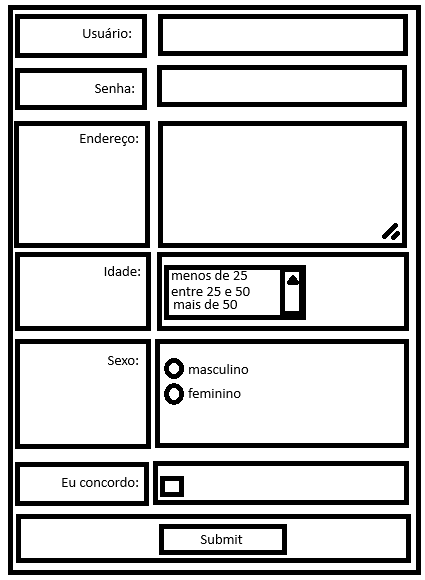 Usuário:
Senha:
Endereço:
Idade:
menos de 25
entre 25 e 50
mais de 50
Sexo:
masculino
feminino
Eu concordo:
Submit